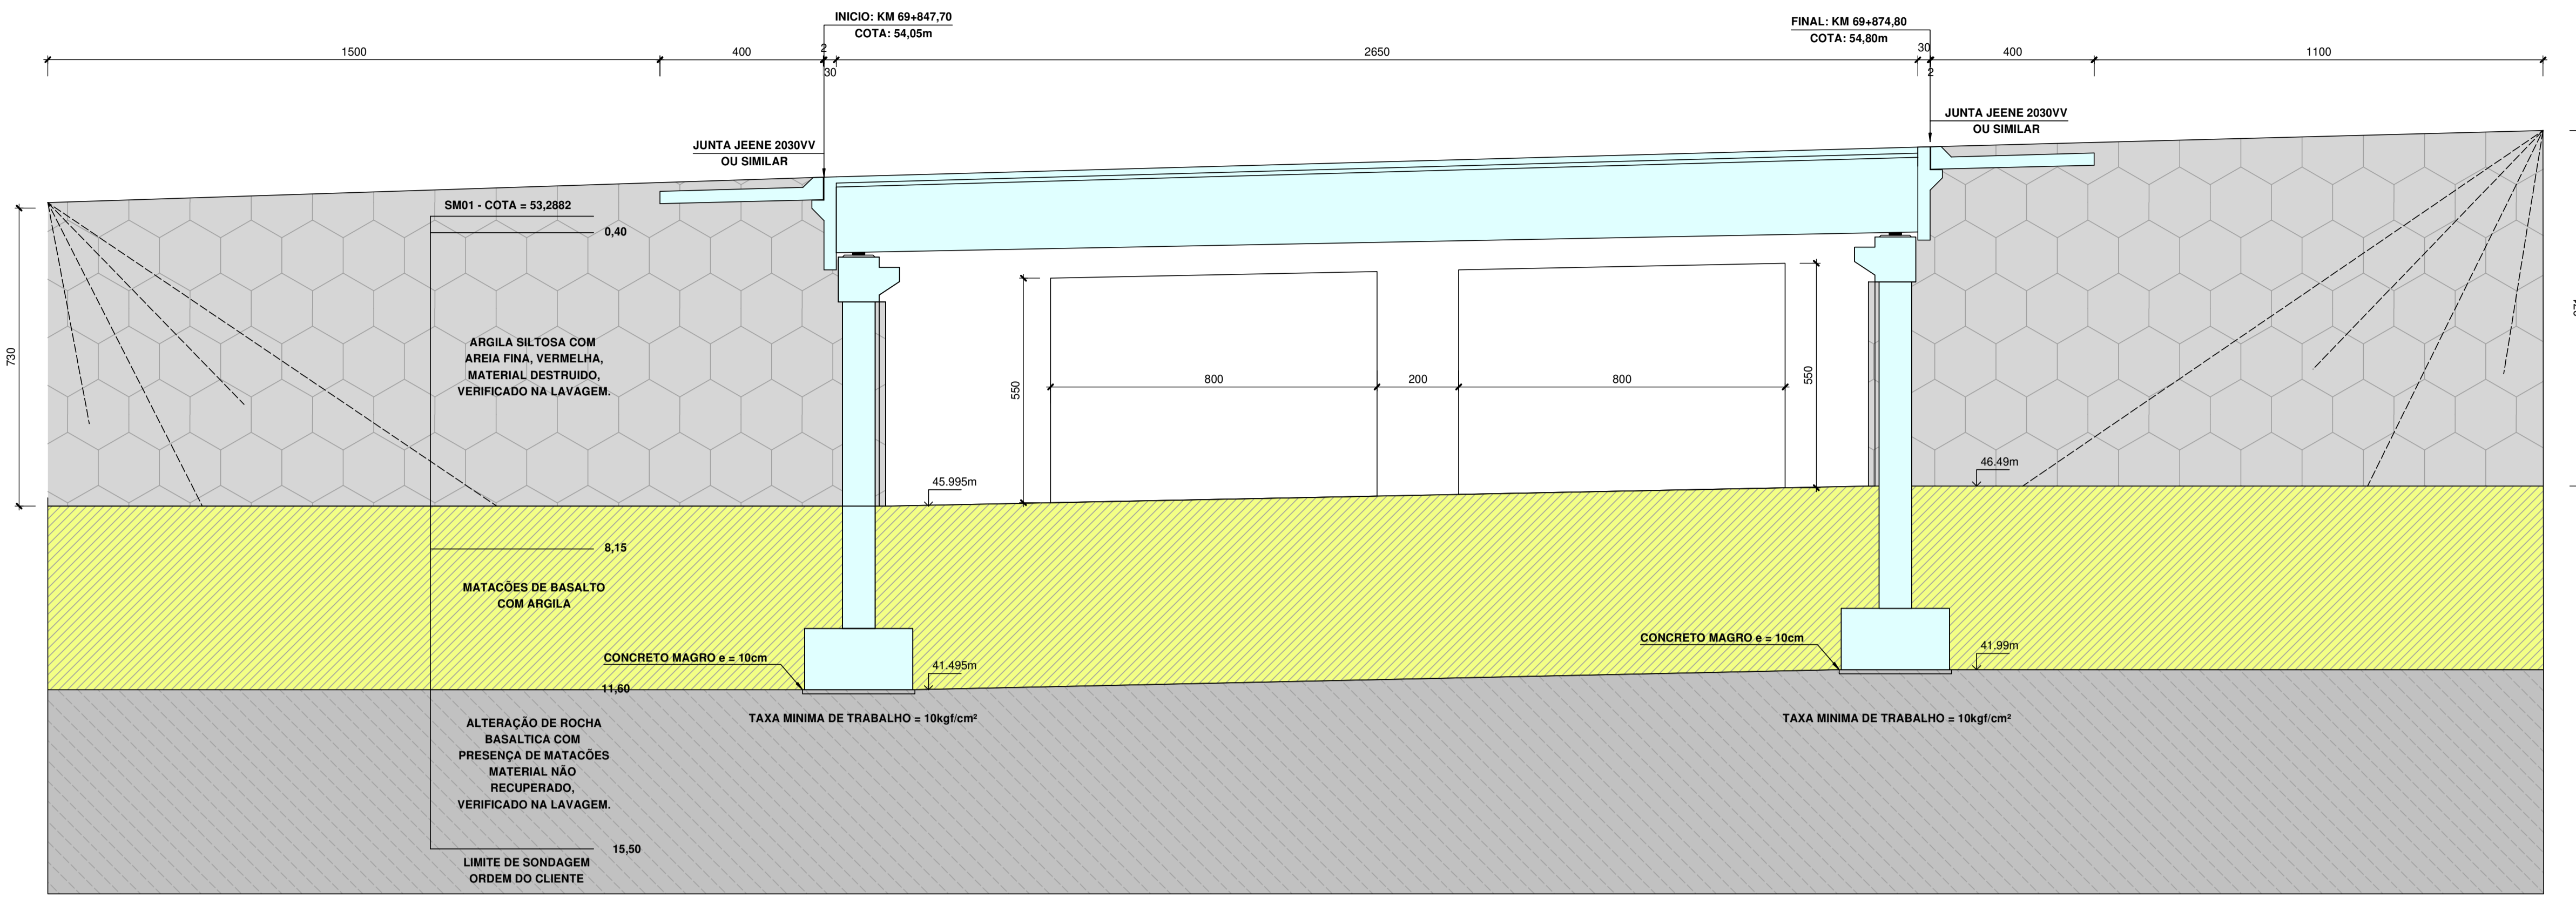 INICIO: KM 69+847,70
COTA: 54,05m
FINAL: KM 69+874,80
COTA: 54,80m
1500
400
2
30
2650
30
2
400
1100
JUNTA JEENE 2030VV
OU SIMILAR
JUNTA JEENE 2030VV
OU SIMILAR
SM01 - COTA = 53,2882
0,40
730
ARGILA SILTOSA COM
AREIA FINA, VERMELHA,
MATERIAL DESTRUIDO,
VERIFICADO NA LAVAGEM.
550
800
200
800
550
45.995m
46.49m
8,15
MATACÕES DE BASALTO
COM ARGILA
CONCRETO MAGRO e = 10cm
41.495m
CONCRETO MAGRO e = 10cm
41.99m
11,60
ALTERAÇÃO DE ROCHA
BASALTICA COM
PRESENÇA DE MATACÕES
MATERIAL NÃO
RECUPERADO,
VERIFICADO NA LAVAGEM.
TAXA MINIMA DE TRABALHO = 10kgf/cm²
TAXA MINIMA DE TRABALHO = 10kgf/cm²
15,50
LIMITE DE SONDAGEM
ORDEM DO CLIENTE